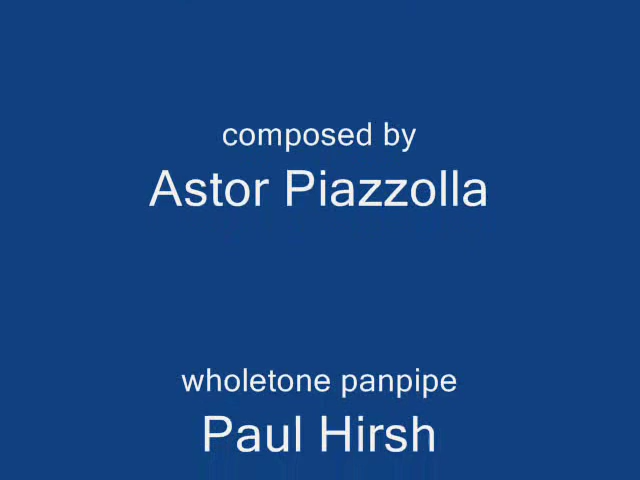 composed by
Astor Piazzolla
wholetone panpipe
Paul Hirsh